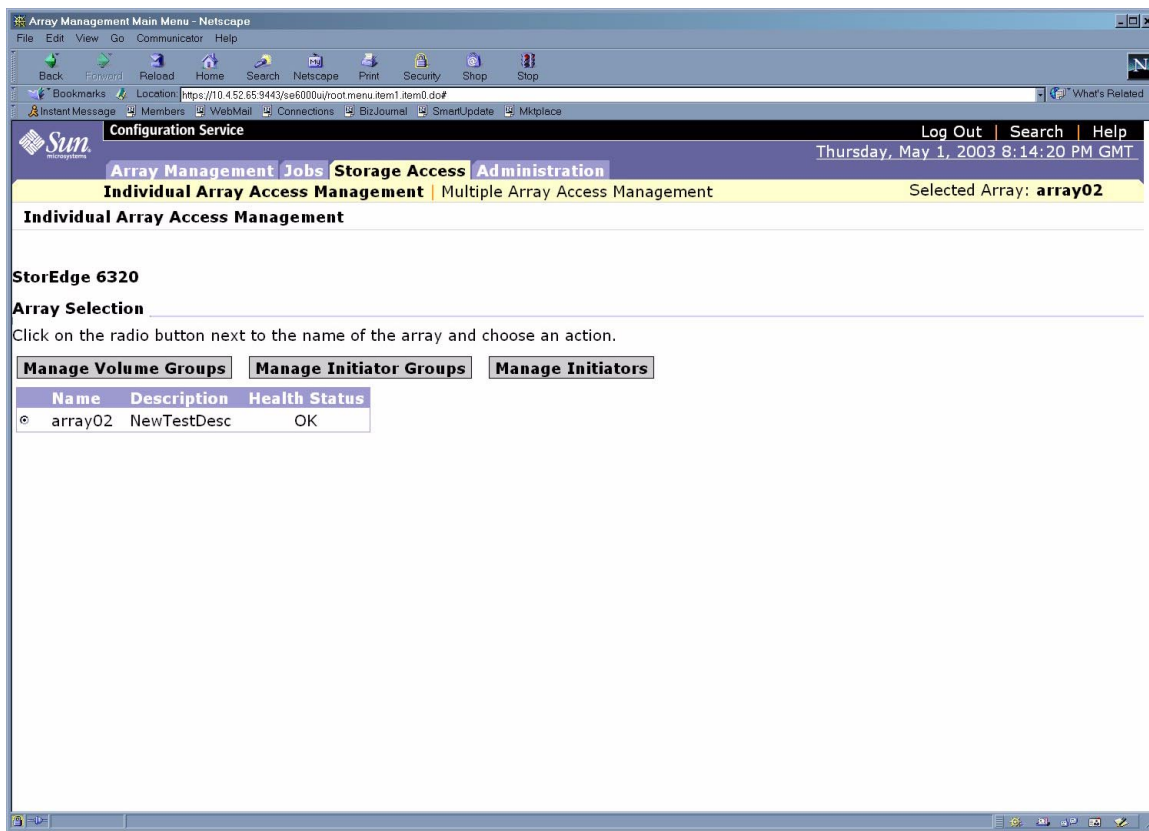 Array Management Main Menu - Netscape
File Edit View Go Communicator Help
Back Forward Reload Home Search Netscape Print Security Shop Stop
N
Bookmarks Location: https://10.4.52.65:9443/se6000ui/root.menu.item1.item0.do# What's Related
Instant Message Members WebMail Connections BizJournal SmartUpdate Mktplace
Sun microsystems
Configuration Service
Log Out | Search | Help
Thursday, May 1, 2003 8:14:20 PM GMT
Array Management Jobs Storage Access Administration
Individual Array Access Management | Multiple Array Access Management Selected Array: array02
Individual Array Access Management
StorEdge 6320
Array Selection
Click on the radio button next to the name of the array and choose an action.
Manage Volume Groups Manage Initiator Groups Manage Initiators
Name Description Health Status
array02 NewTestDesc OK